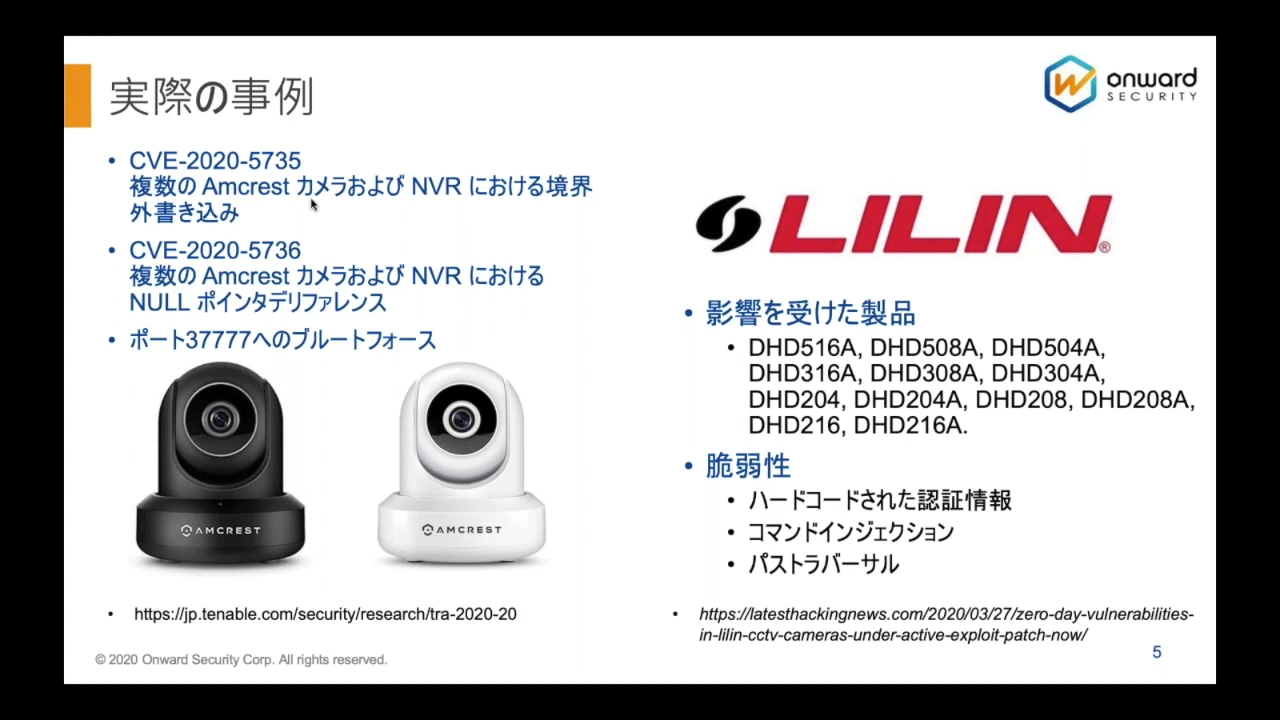 実際の事例
onward
SECURITY
• CVE-2020-5735
複数の Amcrest カメラおよび NVR における境界
外書き込み
• CVE-2020-5736
複数の Amcrest カメラおよび NVR における
NULL ポインタデリファレンス
• ポート37777へのブルートフォース
AMCREST
AMCREST
• https://jp.tenable.com/security/research/tra-2020-20
LILIN®
• 影響を受けた製品
• DHD516A, DHD508A, DHD504A,
DHD316A, DHD308A, DHD304A,
DHD204, DHD204A, DHD208, DHD208A,
DHD216, DHD216A.
• 脆弱性
• ハードコードされた認証情報
• コマンドインジェクション
• パストラバーサル
• https://latesthackingnews.com/2020/03/27/zero-day-vulnerabilities-
in-lilin-cctv-cameras-under-active-exploit-patch-now/
© 2020 Onward Security Corp. All rights reserved.
5